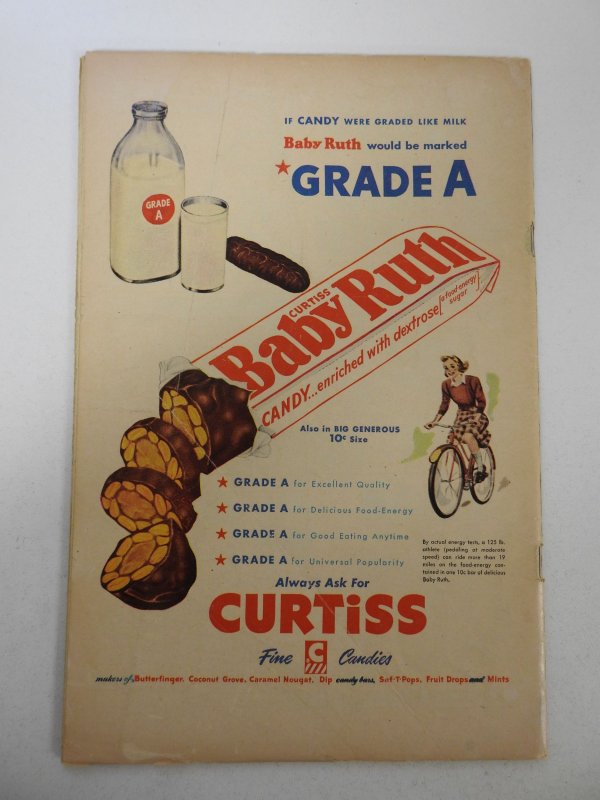 IF CANDY WERE GRADED LIKE MILK
Baby Ruth would be marked
GRADE A
GRADE
A
CURTISS
Baby Ruth
CANDY...enriched with dextrose [a food-energy
sugar]
Also in BIG GENEROUS
10c Size
GRADE A for Excellent Quality
GRADE A for Delicious Food-Energy
GRADE A for Good Eating Anytime
GRADE A for Universal Popularity
By actual energy tests, a 125 lb.
athlete (pedaling at moderate
speed) can ride more than 19
miles on the food-energy con-
tained in one 10c bar of delicious
Baby Ruth.
Always Ask For
CURTiSS
Fine C Candies
makers of Butterfinger, Coconut Grove, Caramel Nougat, Dip candy bars, Saf-T-Pops, Fruit Drops and Mints